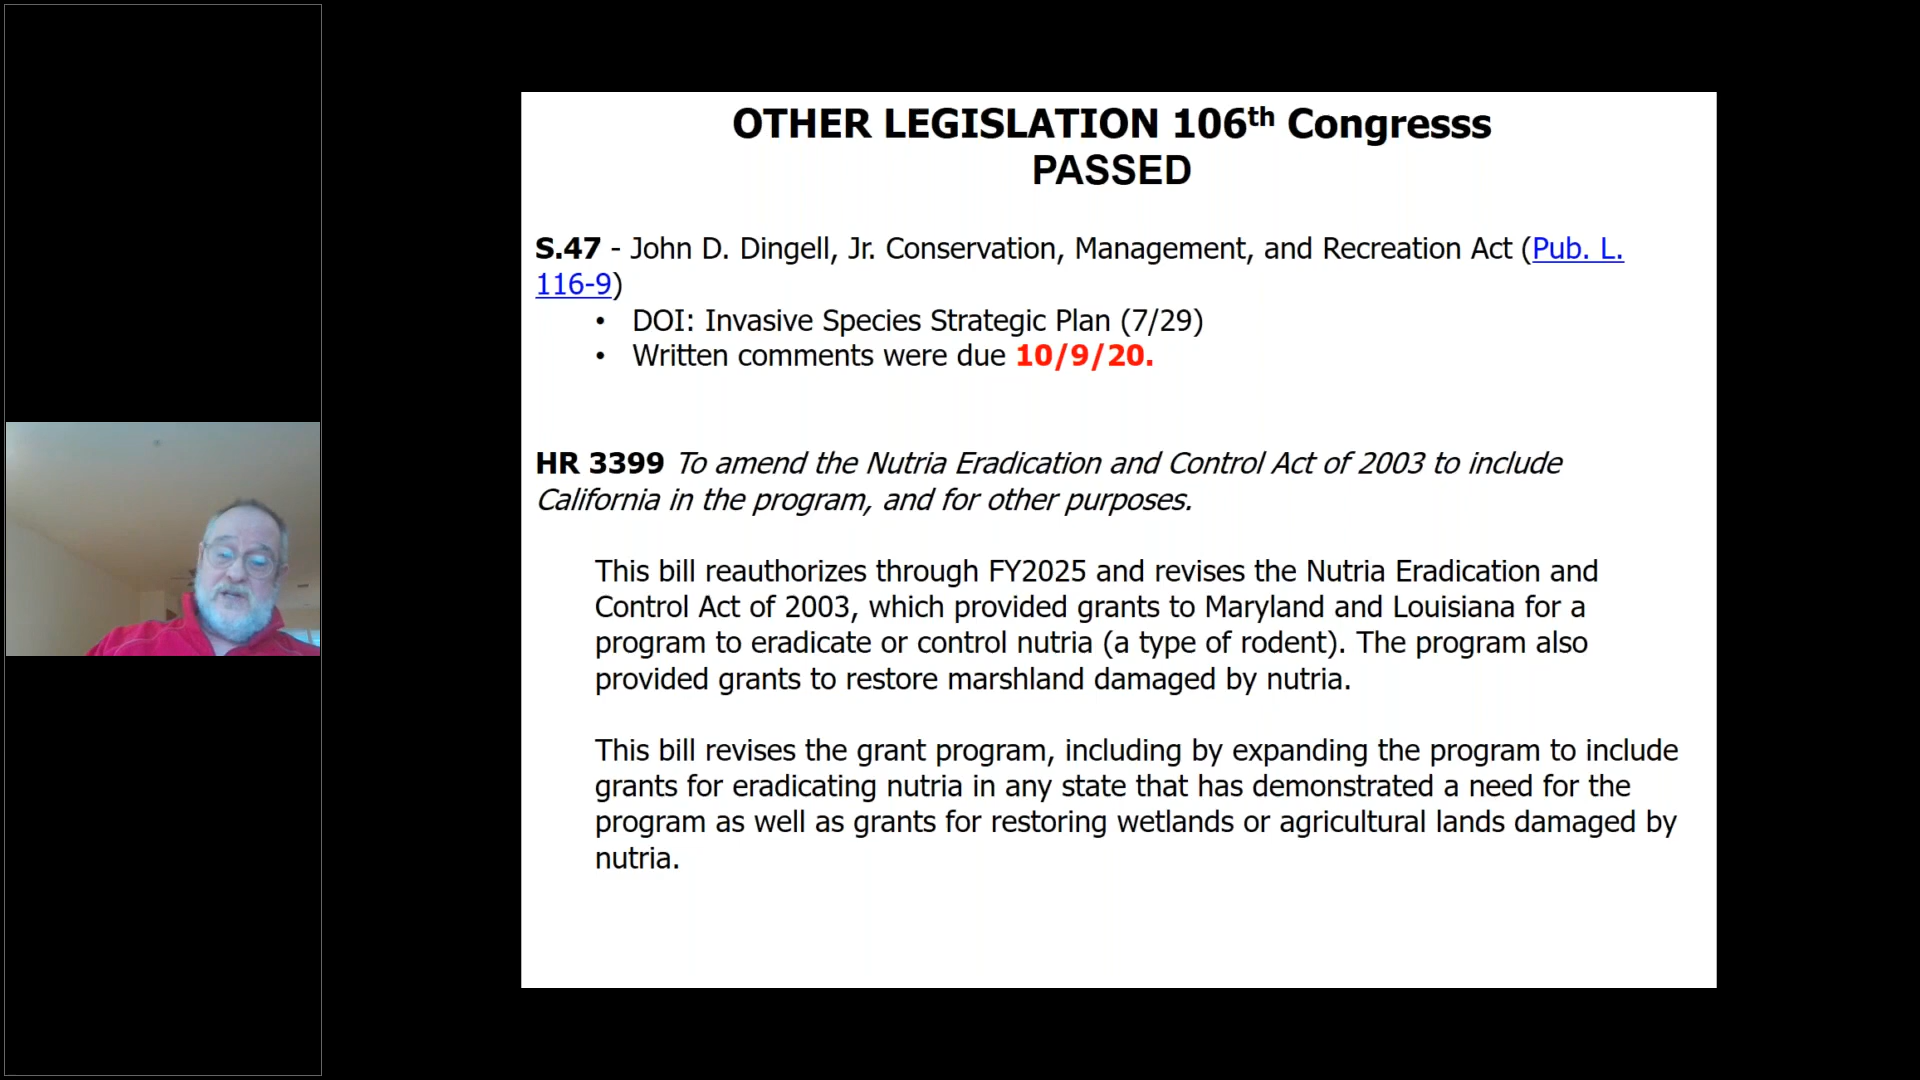 OTHER LEGISLATION 106th Congresss
PASSED
S.47 - John D. Dingell, Jr. Conservation, Management, and Recreation Act (Pub. L.
116-9)
• DOI: Invasive Species Strategic Plan (7/29)
• Written comments were due 10/9/20.
HR 3399 To amend the Nutria Eradication and Control Act of 2003 to include
California in the program, and for other purposes.
This bill reauthorizes through FY2025 and revises the Nutria Eradication and
Control Act of 2003, which provided grants to Maryland and Louisiana for a
program to eradicate or control nutria (a type of rodent). The program also
provided grants to restore marshland damaged by nutria.
This bill revises the grant program, including by expanding the program to include
grants for eradicating nutria in any state that has demonstrated a need for the
program as well as grants for restoring wetlands or agricultural lands damaged by
nutria.